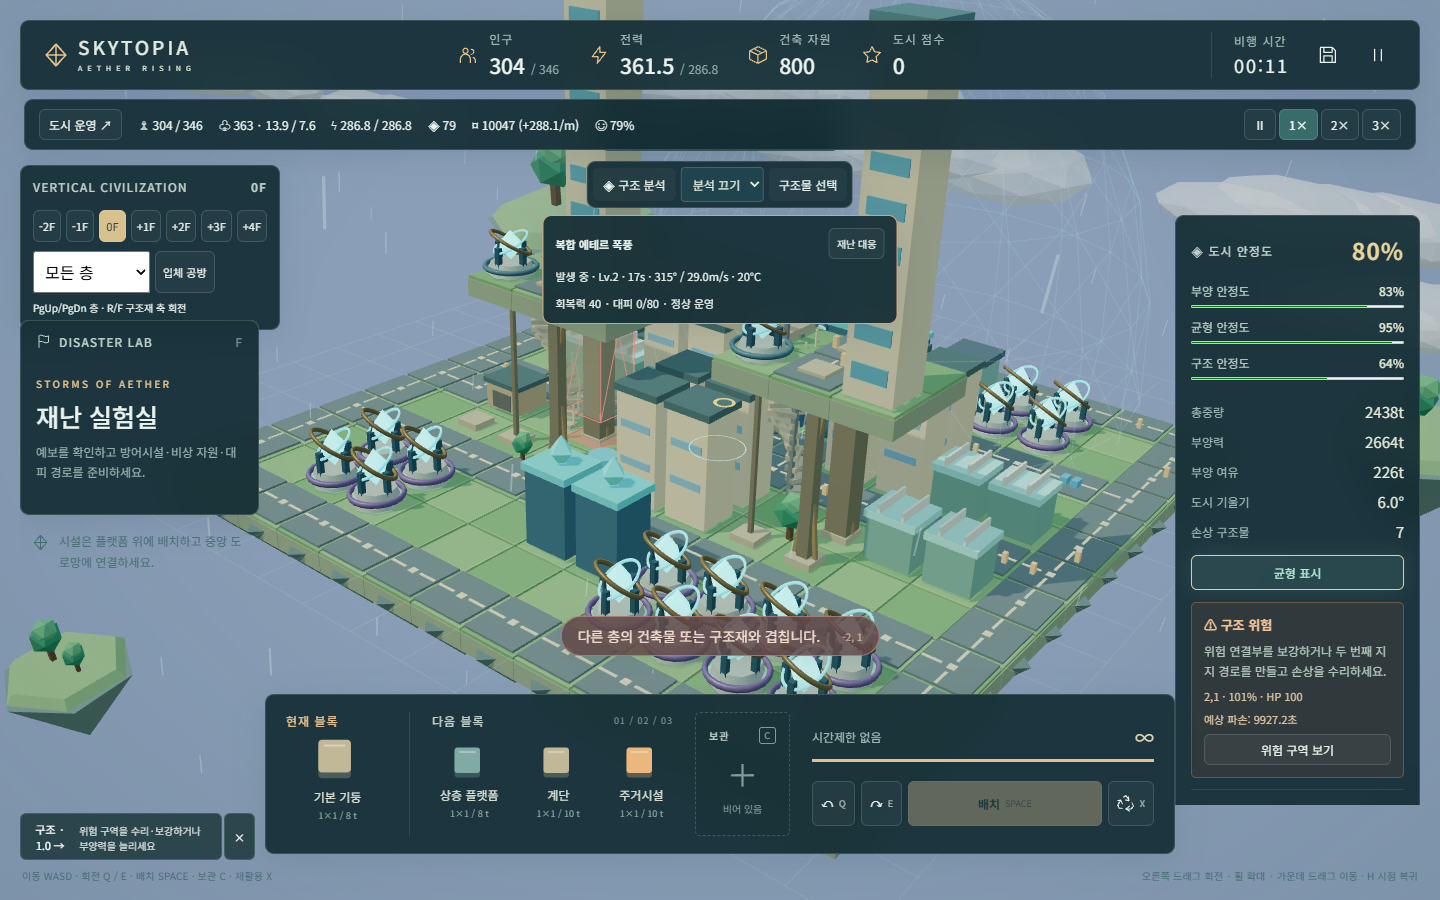 SKYTOPIA
AETHER RISING
인구
304 / 346
전력
361.5 / 286.8
건축 자원
800
도시 점수
0
비행 시간
00:11
도시 운영 ↗
304 / 346
363 · 13.9 / 7.6
ϟ 286.8 / 286.8
◈ 79
¤ 10047 (+288.1/m)
79%
1×
2×
3×
VERTICAL CIVILIZATION
0F
-2F
-1F
0F
+1F
+2F
+3F
+4F
모든 층
입체 공방
PgUp/PgDn 층 · R/F 구조재 축 회전
DISASTER LAB
F
STORMS OF AETHER
재난 실험실
예보를 확인하고 방어시설·비상 자원·대
피 경로를 준비하세요.
시설은 플랫폼 위에 배치하고 중앙 도
로망에 연결하세요.
◈ 구조 분석
분석 끄기
구조물 선택
복합 에테르 폭풍
재난 대응
발생 중 · Lv.2 · 17s · 315° / 29.0m/s · 20°C
회복력 40 · 대피 0/80 · 정상 운영
◈ 도시 안정도
80%
부양 안정도
83%
균형 안정도
95%
구조 안정도
64%
총중량
2438t
부양력
2664t
부양 여유
226t
도시 기울기
6.0°
손상 구조물
7
균형 표시
⚠ 구조 위험
위험 연결부를 보강하거나 두 번째 지
지 경로를 만들고 손상을 수리하세요.
2,1 · 101% · HP 100
예상 파손: 9927.2초
위험 구역 보기
다른 층의 건축물 또는 구조재와 겹칩니다.
-2, 1
현재 블록
기본 기둥
1×1 / 8 t
다음 블록
01 / 02 / 03
상층 플랫폼
1×1 / 8 t
계단
1×1 / 10 t
주거시설
1×1 / 10 t
보관
C
비어 있음
시간제한 없음
∞
Q
E
배치 SPACE
X
구조 ·
1.0 →
위험 구역을 수리·보강하거나
부양력을 늘리세요
×
이동 WASD · 회전 Q / E · 배치 SPACE · 보관 C · 재활용 X
오른쪽 드래그 회전 · 휠 확대 · 가운데 드래그 이동 · H 시점 복귀